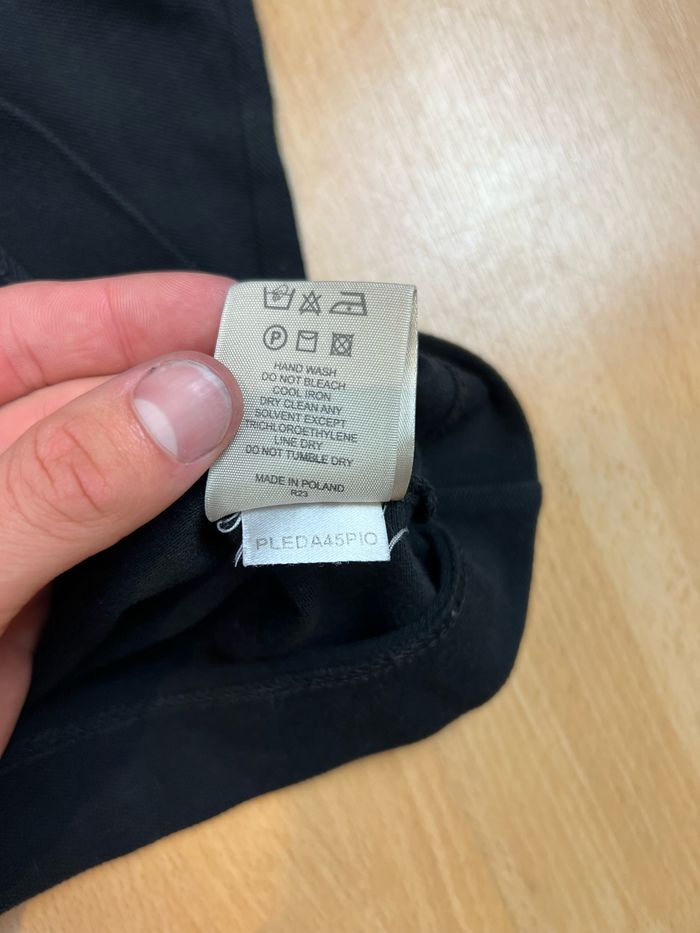 P
HAND WASH
DO NOT BLEACH
COOL IRON
DRY CLEAN ANY
SOLVENT EXCEPT
TRICHLOROETHYLENE
LINE DRY
DO NOT TUMBLE DRY
MADE IN POLAND
R23
PLEDA45PIO